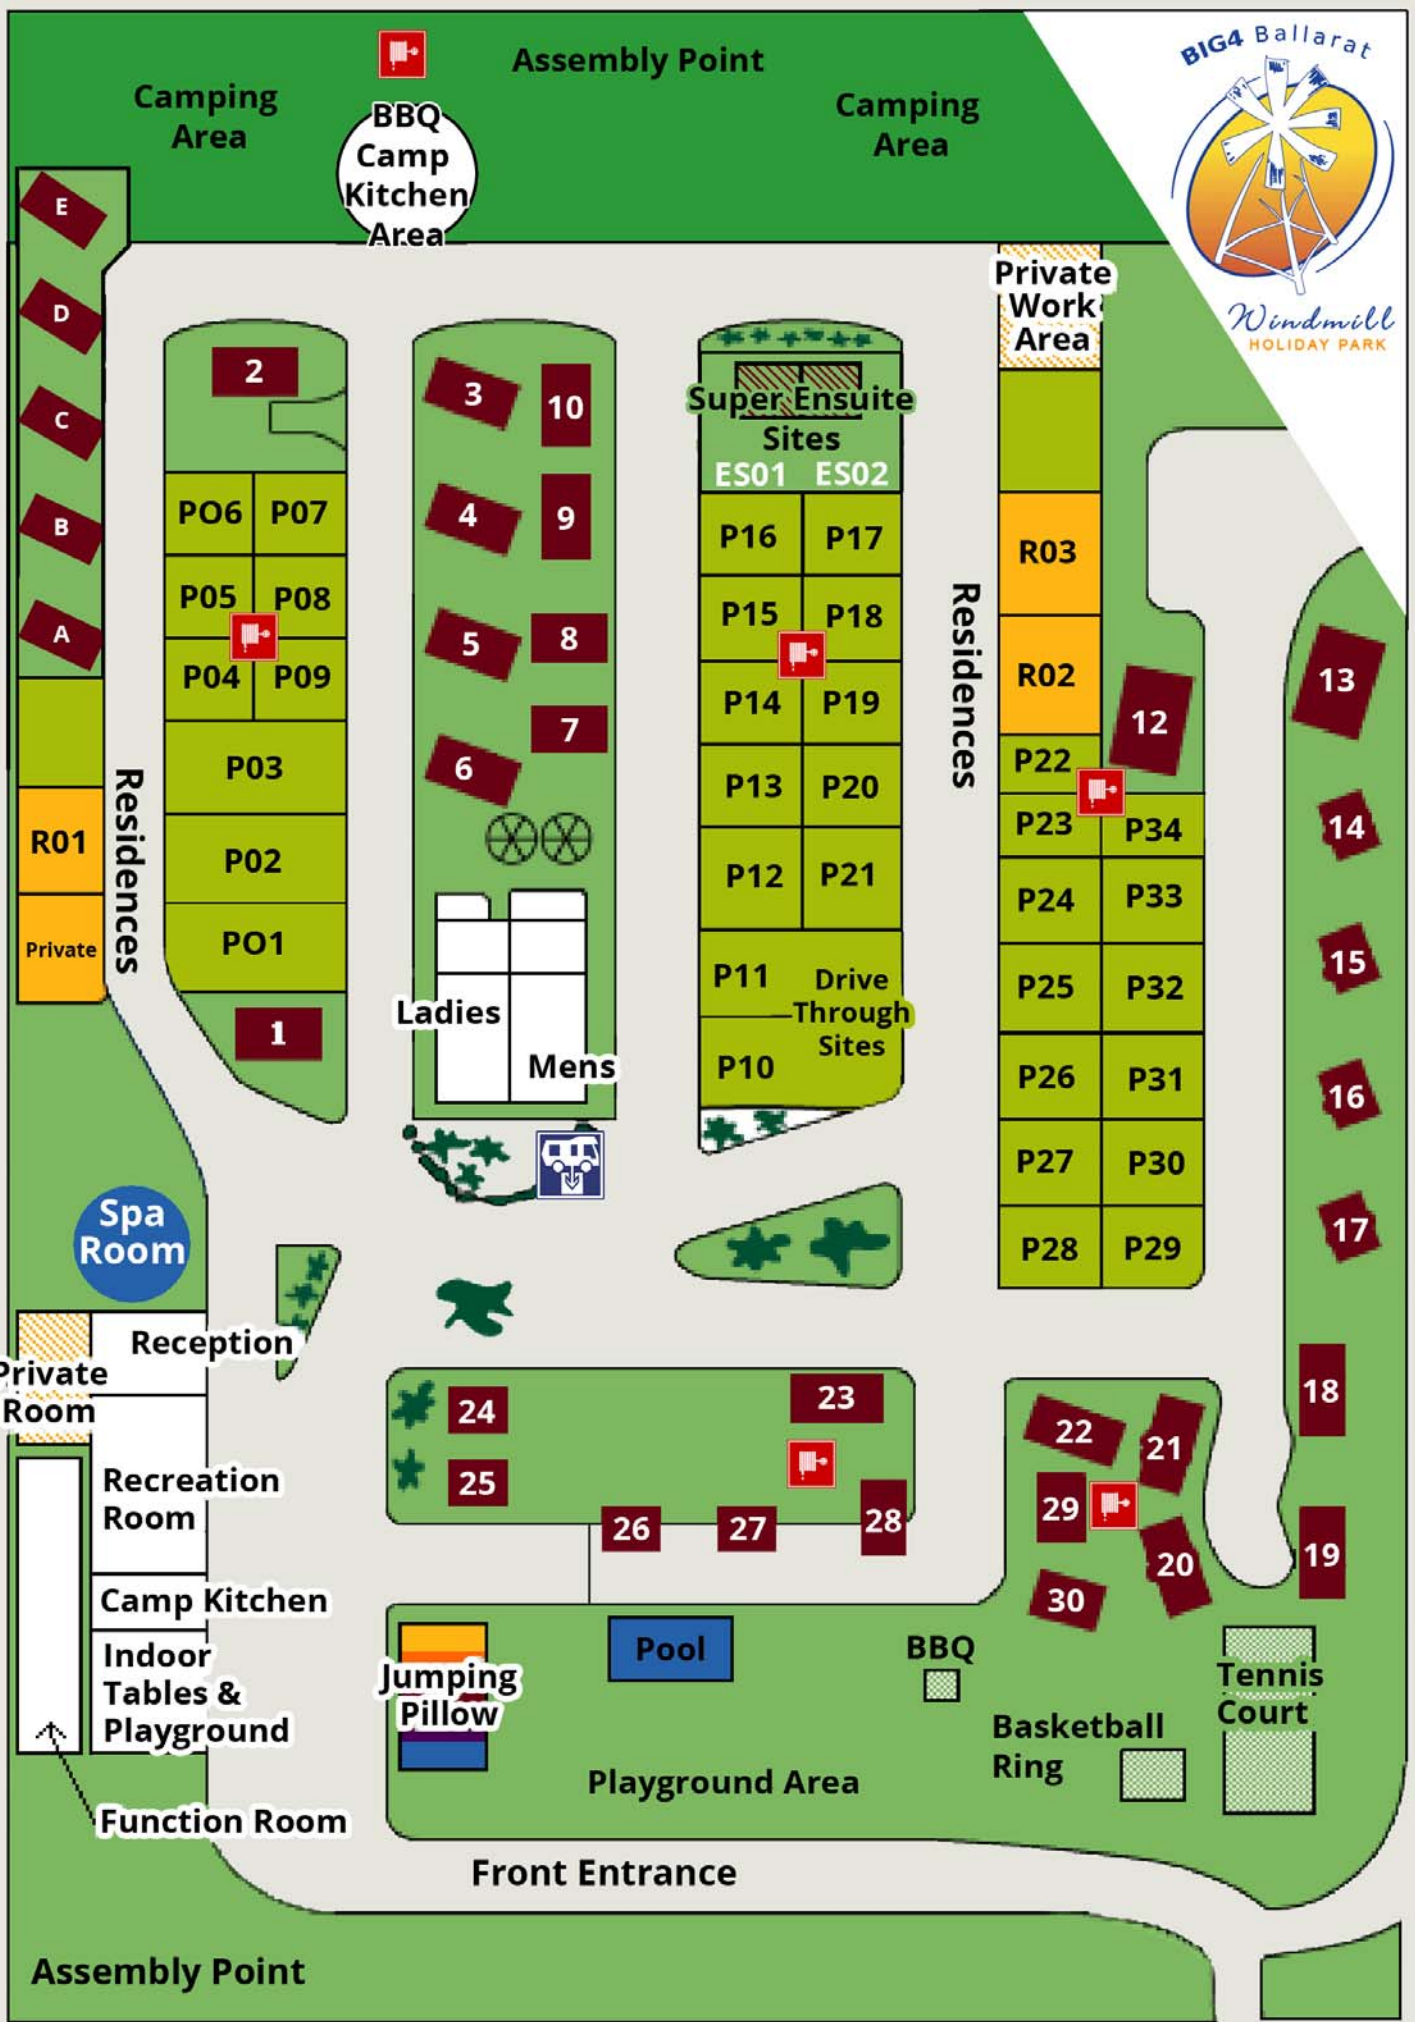 BIG4 Ballarat
Windmill
HOLIDAY PARK
Assembly Point
Camping
Area
BBQ
Camp
Kitchen
Area
Camping
Area
E
D
C
B
A
R01
Private
Residences
2
PO6
P07
P05
P08
P04
P09
P03
P02
PO1
1
3
10
4
9
5
8
7
6
Ladies
Mens
Super Ensuite
Sites
ES01
ES02
P16
P17
P15
P18
P14
P19
P13
P20
P12
P21
P11
P10
Drive
Through
Sites
Residences
Private
Work
Area
R03
R02
P22
P23
P34
P24
P33
P25
P32
P26
P31
P27
P30
P28
P29
12
13
14
15
16
17
18
19
Spa
Room
Reception
Private
Room
Recreation
Room
Camp Kitchen
Indoor
Tables &
Playground
Function Room
24
25
23
26
27
28
22
21
29
20
30
Jumping
Pillow
Pool
BBQ
Basketball
Ring
Tennis
Court
Playground Area
Front Entrance
Assembly Point